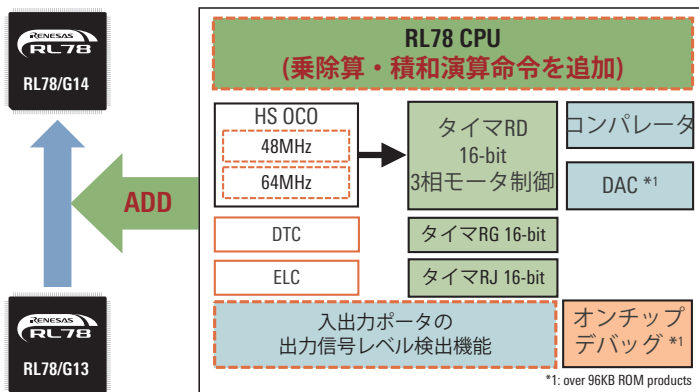 RENESAS
RL78
RL78/G14
ADD
RENESAS
RL78
RL78/G13
RL78 CPU
(乗除算・積和演算命令を追加)
HS OCO
48MHz
64MHz
タイマRD
16-bit
3相モータ制御
コンパレータ
DAC *1
DTC
タイマRG 16-bit
ELC
タイマRJ 16-bit
入出力ポータの
出力信号レベル検出機能
オンチップ
デバッグ *1
*1: over 96KB ROM products